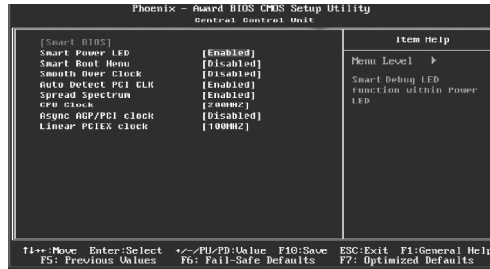 Phoenix - Award BIOS CMOS Setup Utility
Central Control Unit
[Smart BIOS]
Smart Power LED [Enabled]
Smart Boot Menu [Disabled]
Smooth Over Clock [Disabled]
Auto Detect PCI CLK [Enabled]
Spread Spectrum [Enabled]
CPU Clock [200MHZ]
Async AGP/PCI clock [Disabled]
Linear PCIEX clock [100MHZ]
Item Help
Menu Level
Smart Debug LED
function within Power
LED
↑↓→←:Move Enter:Select +/-/PU/PD:Value F10:Save ESC:Exit F1:General Help
F5: Previous Values F6: Fail-Safe Defaults F7: Optimized Defaults